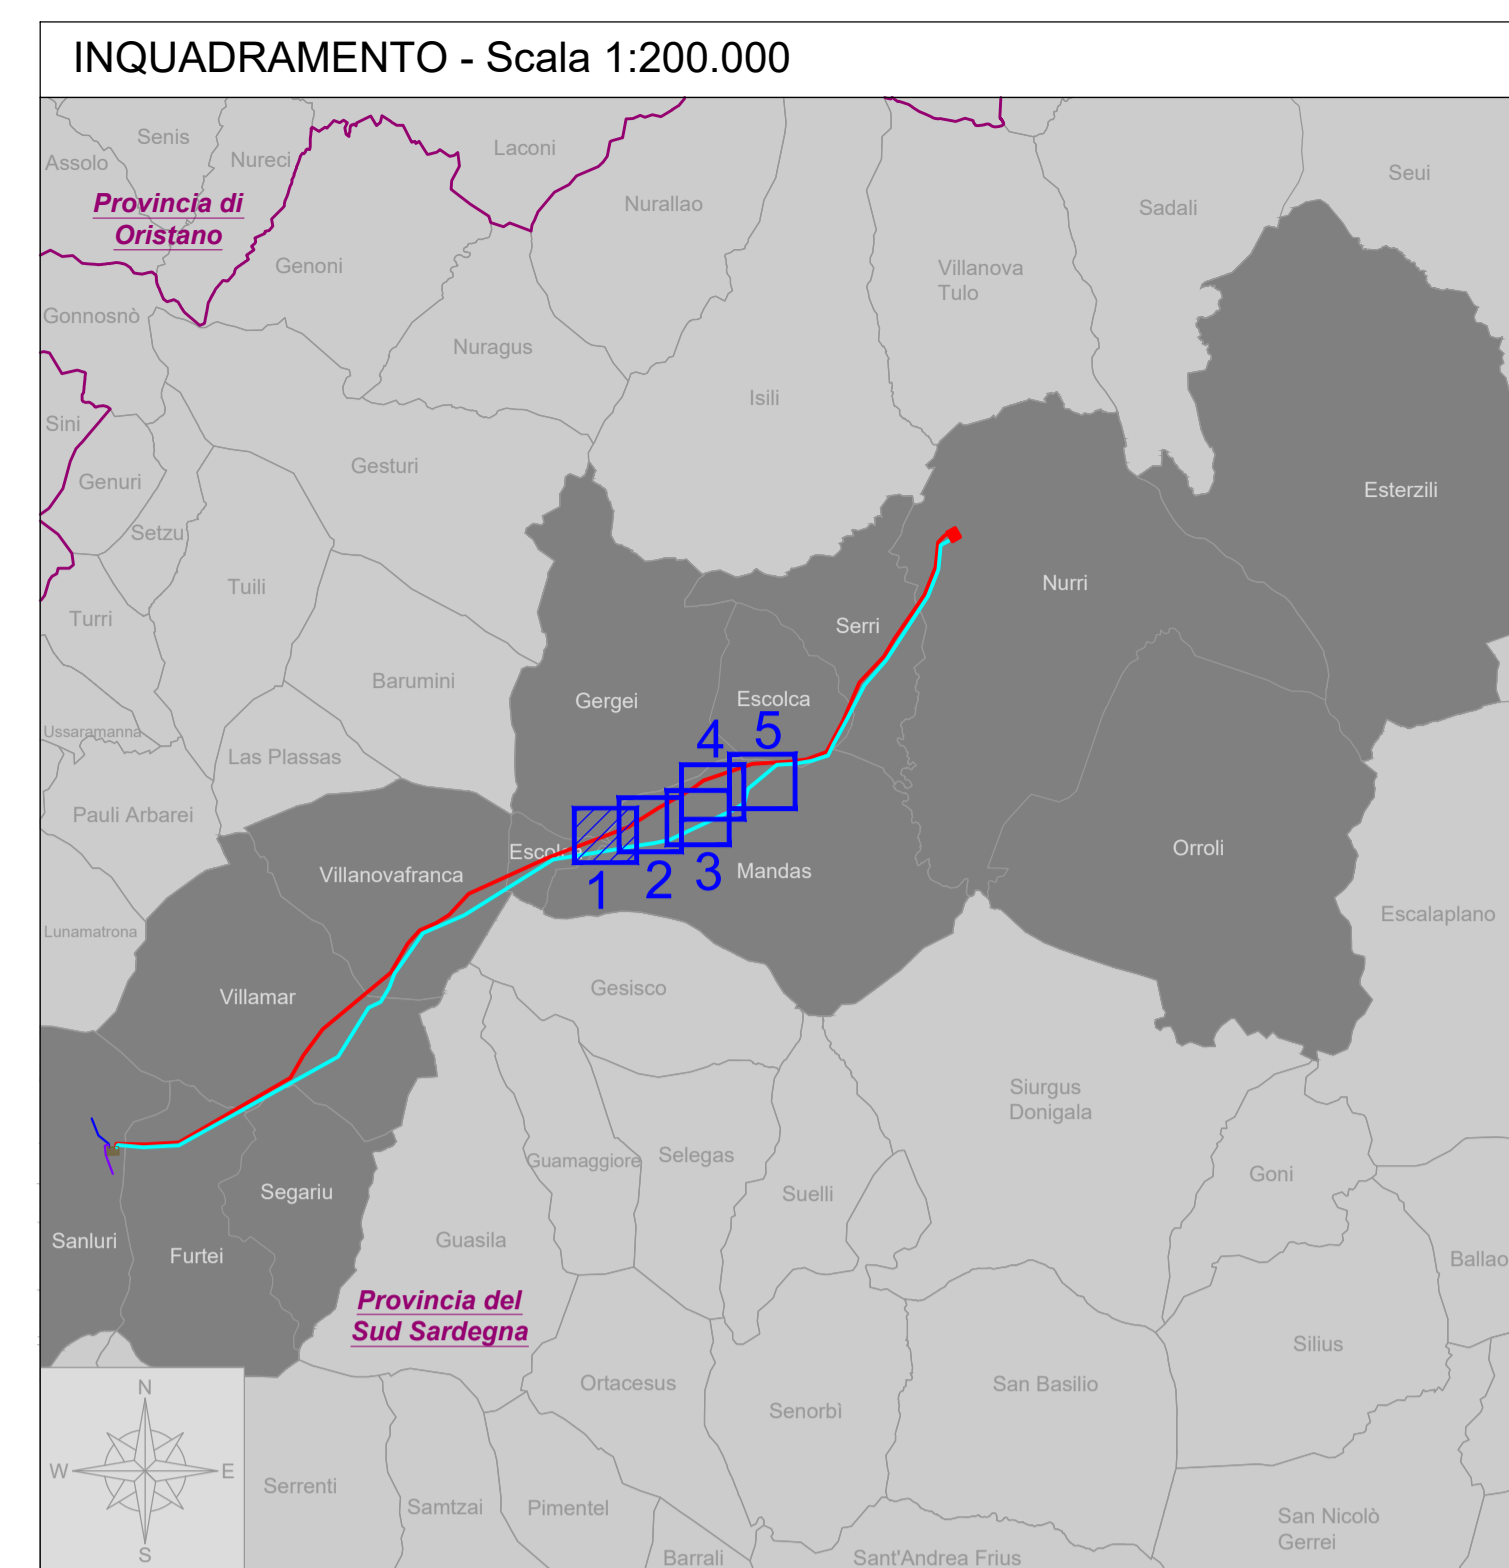 INQUADRAMENTO - Scala 1:200.000
Senis
Assolo
Nureci
Laconi
Seui
Provincia di
Oristano
Nurallao
Sadali
Genoni
Villanova
Tulo
Gonnosnò
Nuragus
Isili
Sini
Gesturi
Genuri
Esterzili
Setzu
Tuili
Nurri
Turri
Serri
Barumini
Gergei
Escolca
Ussaramanna
4
5
Las Plassas
Pauli Arbarei
Escolca
Villanovafranca
1
2
3
Mandas
Orroli
Escalaplano
Lunamatrona
Villamar
Gesisco
Siurgus
Donigala
Guamaggiore
Selegas
Goni
Segariu
Suelli
Sanluri
Furtei
Guasila
Ballao
Provincia del
Sud Sardegna
Silius
N
Ortacesus
San Basilio
Senorbì
W
E
Serrenti
Samtzai
Pimentel
San Nicolò
Gerrei
S
Barrali
Sant'Andrea Frius